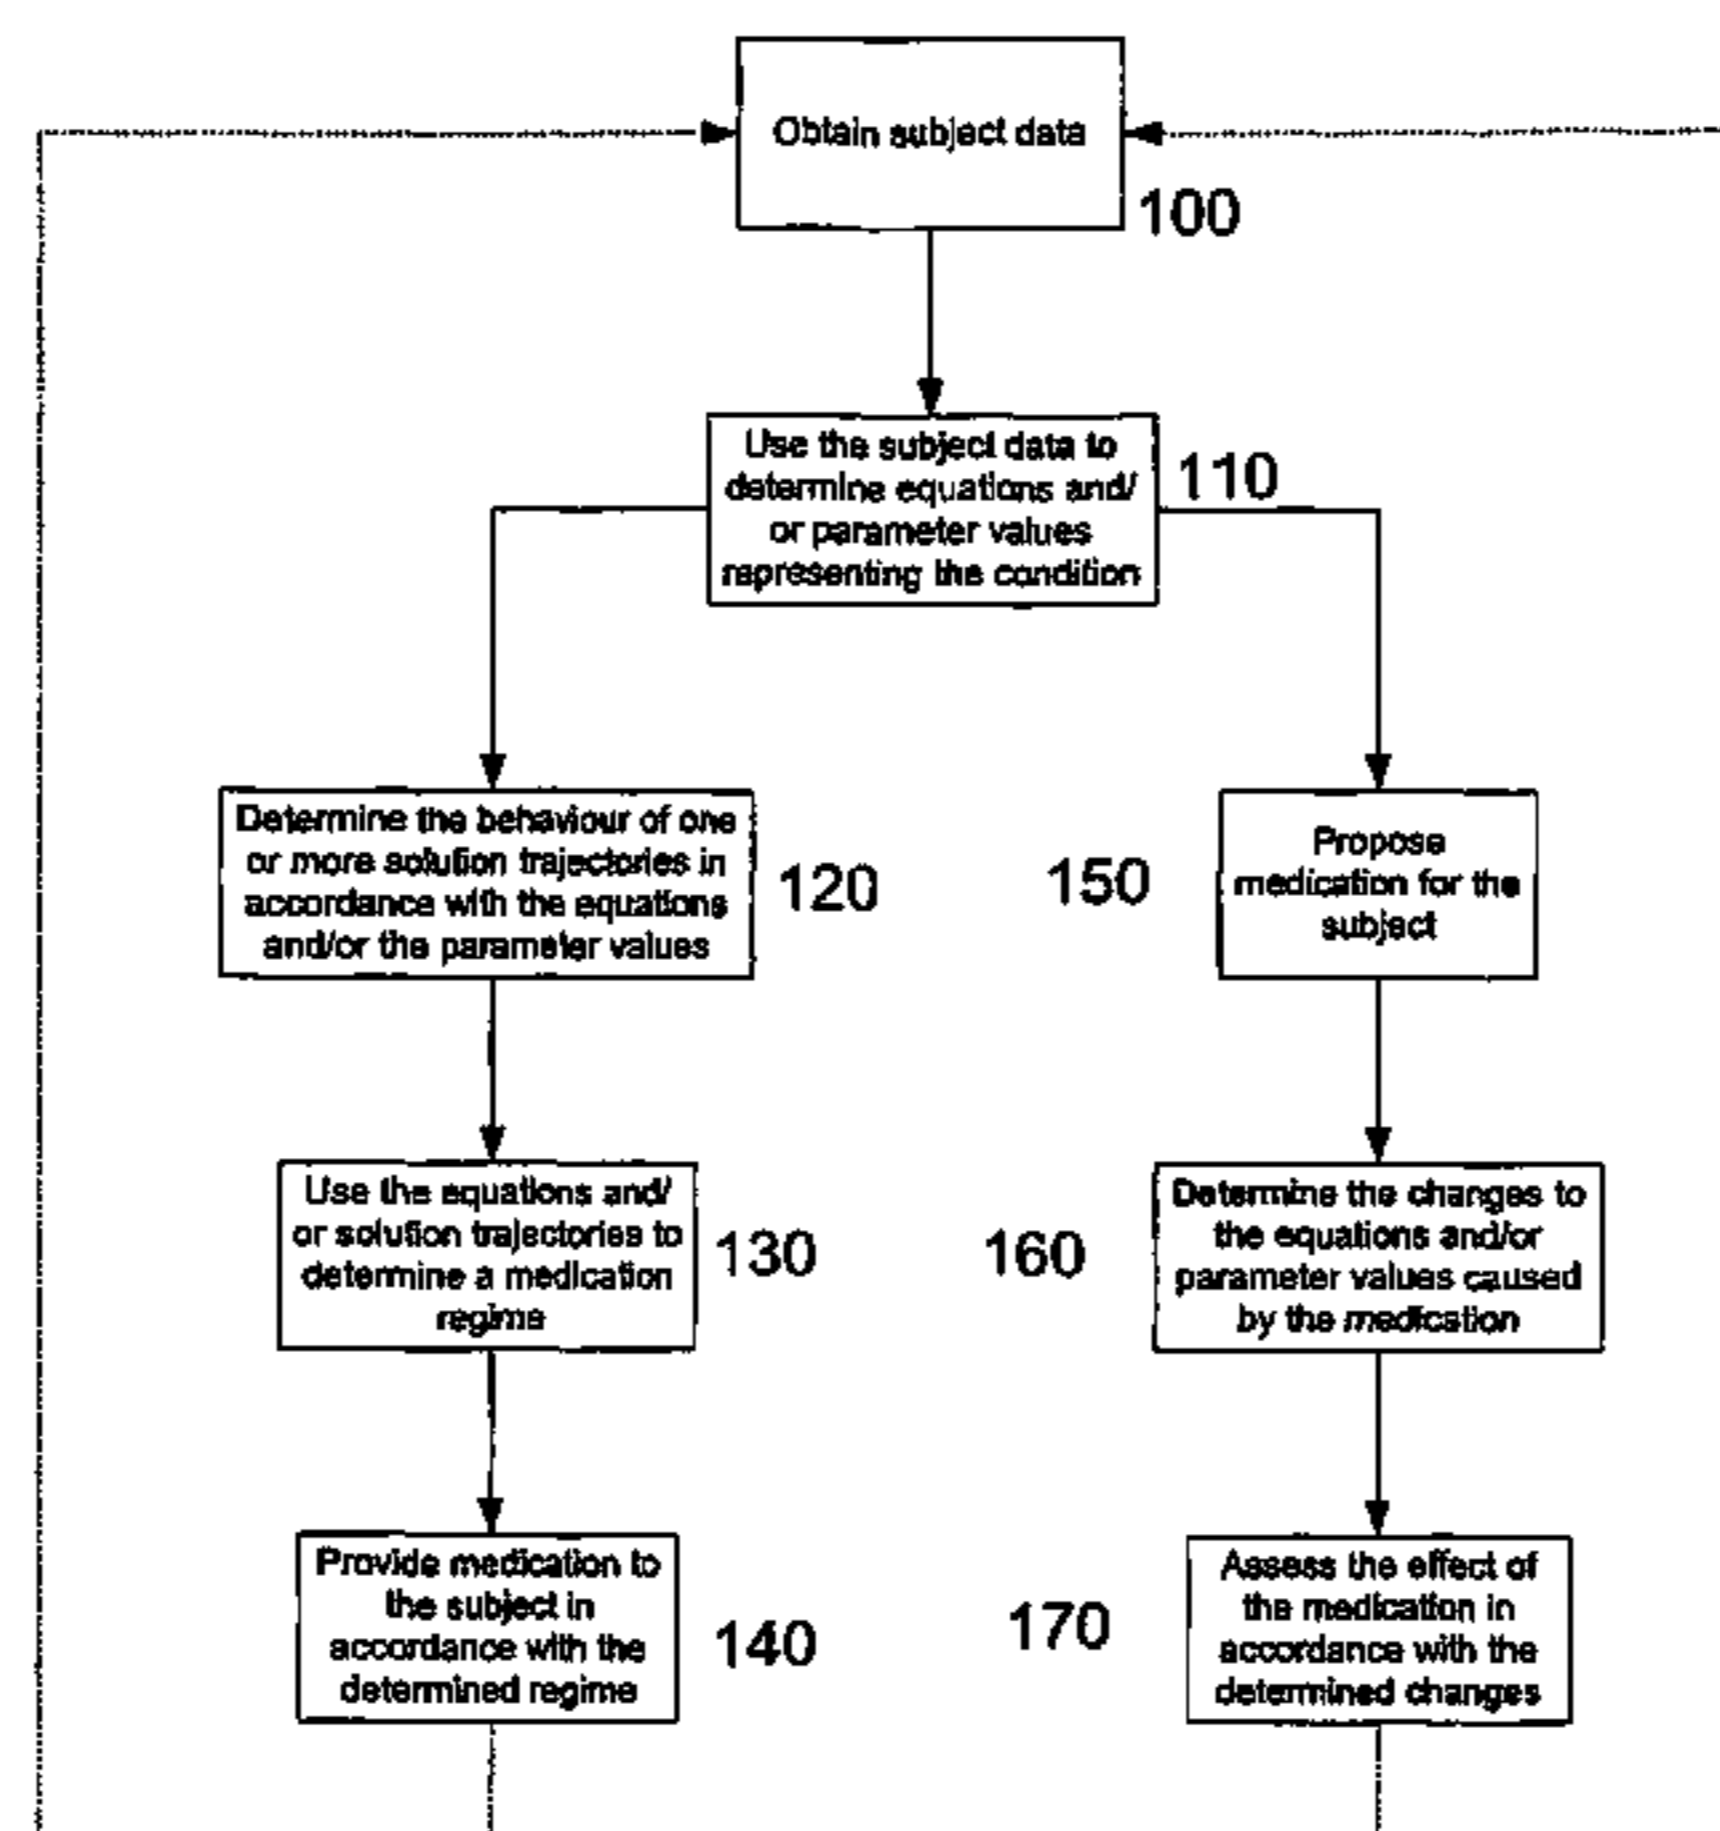 Obtain subject data
100
Use the subject data to
determine equations and/
or parameter values
representing the condition
110
Determine the behaviour of one
or more solution trajectories in
accordance with the equations
and/or the parameter values
120
150
Propose
medication for the
subject
Use the equations and/
or solution trajectories to
determine a medication
regime
130
160
Determine the changes to
the equations and/or
parameter values caused
by the medication
Provide medication to
the subject in
accordance with the
determined regime
140
170
Assess the effect of
the medication in
accordance with the
determined changes